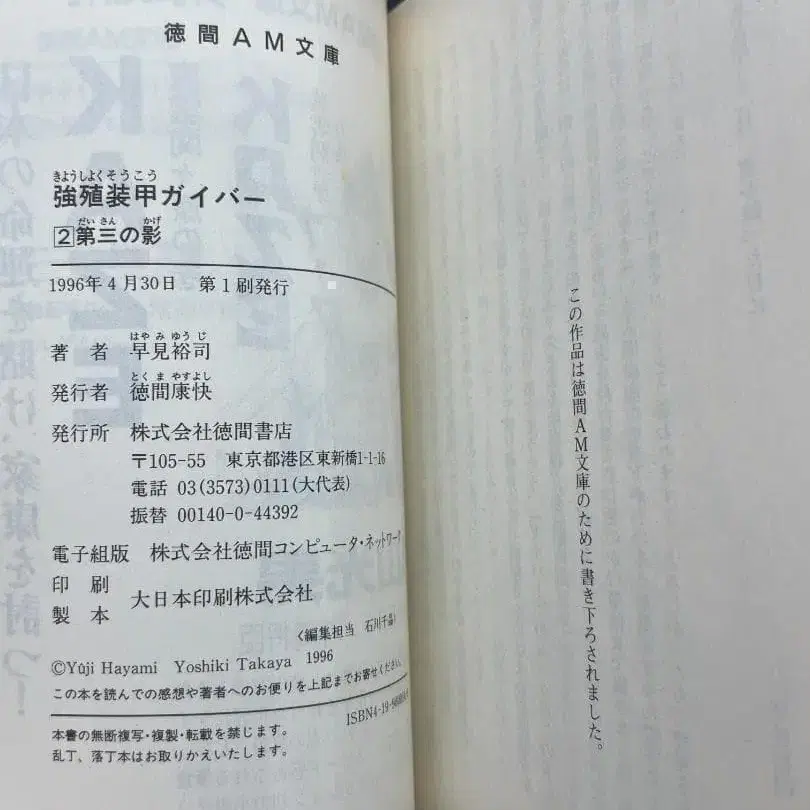 徳間AM文庫
きようしよくそうこう
強殖装甲ガイバー
だいさん かげ
2第三の影
1996年4月30日 第1刷発行
はやみゆうじ
著者 早見裕司
とくまやすよし
発行者 徳間康快
発行所 株式会社徳間書店
〒105-55 東京都港区東新橋1-1-16
電話 03(3573)0111(大代表)
振替 00140-0-44392
電子組版 株式会社徳間コンピュータ・ネットワーク
印刷
製本 大日本印刷株式会社
〈編集担当 石川千晶〉
©Yûji Hayami Yoshiki Takaya 1996
この本を読んでの感想や著者へのお便りを上記までお寄せください。
ISBN4-19-
本書の無断複写・複製・転載を禁じます。
乱丁、落丁本はお取りかえいたします。
この作品は徳間AM文庫のために書き下ろされました。